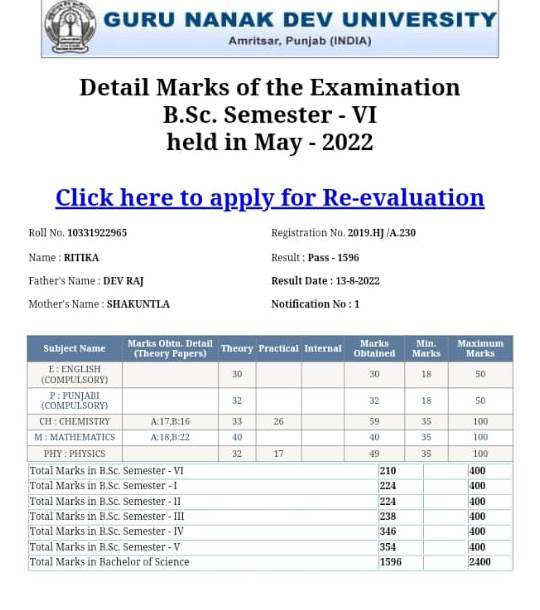 GURU NANAK DEV UNIVERSITY
Amritsar, Punjab (INDIA)
Detail Marks of the Examination
B.Sc. Semester - VI
held in May - 2022
Click here to apply for Re-evaluation
Roll No. 10331922965 Registration No. 2019.HJ /A.230
Name : RITIKA Result : Pass - 1596
Father's Name : DEV RAJ Result Date : 13-8-2022
Mother's Name : SHAKUNTLA Notification No : 1
Subject Name Marks Obtn. Detail (Theory Papers) Theory Practical Internal Marks Obtained Min. Marks Maximum Marks
E : ENGLISH (COMPULSORY) 30 30 18 50
P : PUNJABI (COMPULSORY) 32 32 18 50
CH : CHEMISTRY A:17,B:16 33 26 59 35 100
M : MATHEMATICS A:18,B:22 40 40 35 100
PHY : PHYSICS 32 17 49 35 100
Total Marks in B.Sc. Semester - VI 210 400
Total Marks in B.Sc. Semester - I 224 400
Total Marks in B.Sc. Semester - II 224 400
Total Marks in B.Sc. Semester - III 238 400
Total Marks in B.Sc. Semester - IV 346 400
Total Marks in B.Sc. Semester - V 354 400
Total Marks in Bachelor of Science 1596 2400